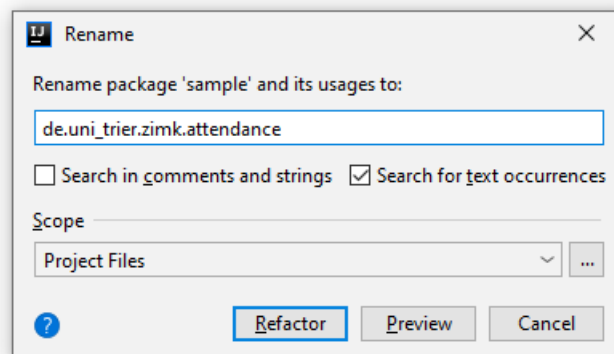 IJ Rename
Rename package 'sample' and its usages to:
de.uni_trier.zimk.attendance
Search in comments and strings Search for text occurrences
Scope
Project Files ...
? Refactor Preview Cancel